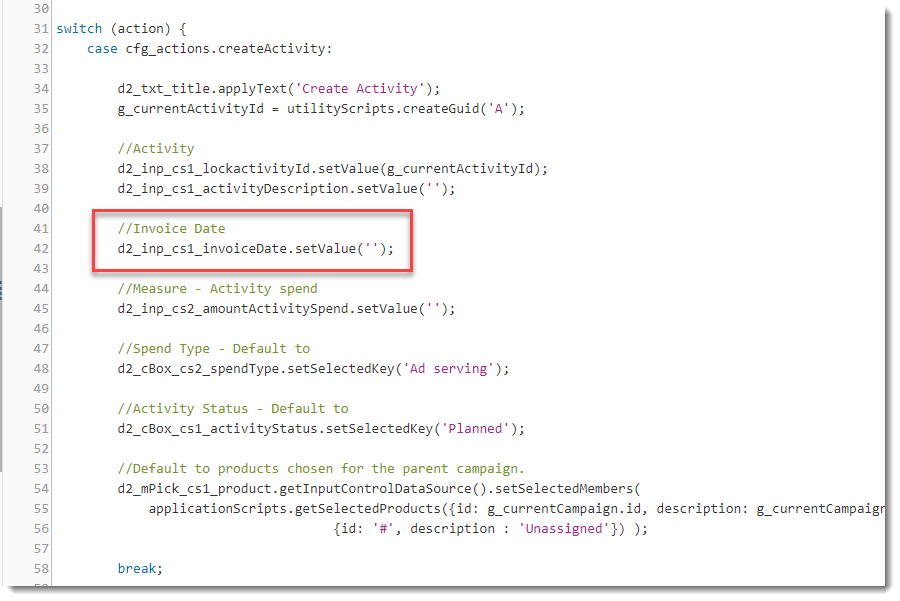 30
31 switch (action) {
32 case cfg_actions.createActivity:
33
34 d2_txt_title.applyText('Create Activity');
35 g_currentActivityId = utilityScripts.createGuid('A');
36
37 //Activity
38 d2_inp_cs1_lockactivityId.setValue(g_currentActivityId);
39 d2_inp_cs1_activityDescription.setValue('');
40
41 //Invoice Date
42 d2_inp_cs1_invoiceDate.setValue('');
43
44 //Measure - Activity spend
45 d2_inp_cs2_amountActivitySpend.setValue('');
46
47 //Spend Type - Default to
48 d2_cBox_cs2_spendType.setSelectedKey('Ad serving');
49
50 //Activity Status - Default to
51 d2_cBox_cs1_activityStatus.setSelectedKey('Planned');
52
53 //Default to products chosen for the parent campaign.
54 d2_mPick_cs1_product.getInputControlDataSource().setSelectedMembers(
55 applicationScripts.getSelectedProducts({id: g_currentCampaign.id, description: g_currentCampaign
56 {id: '#', description : 'Unassigned'}) );
57
58 break;